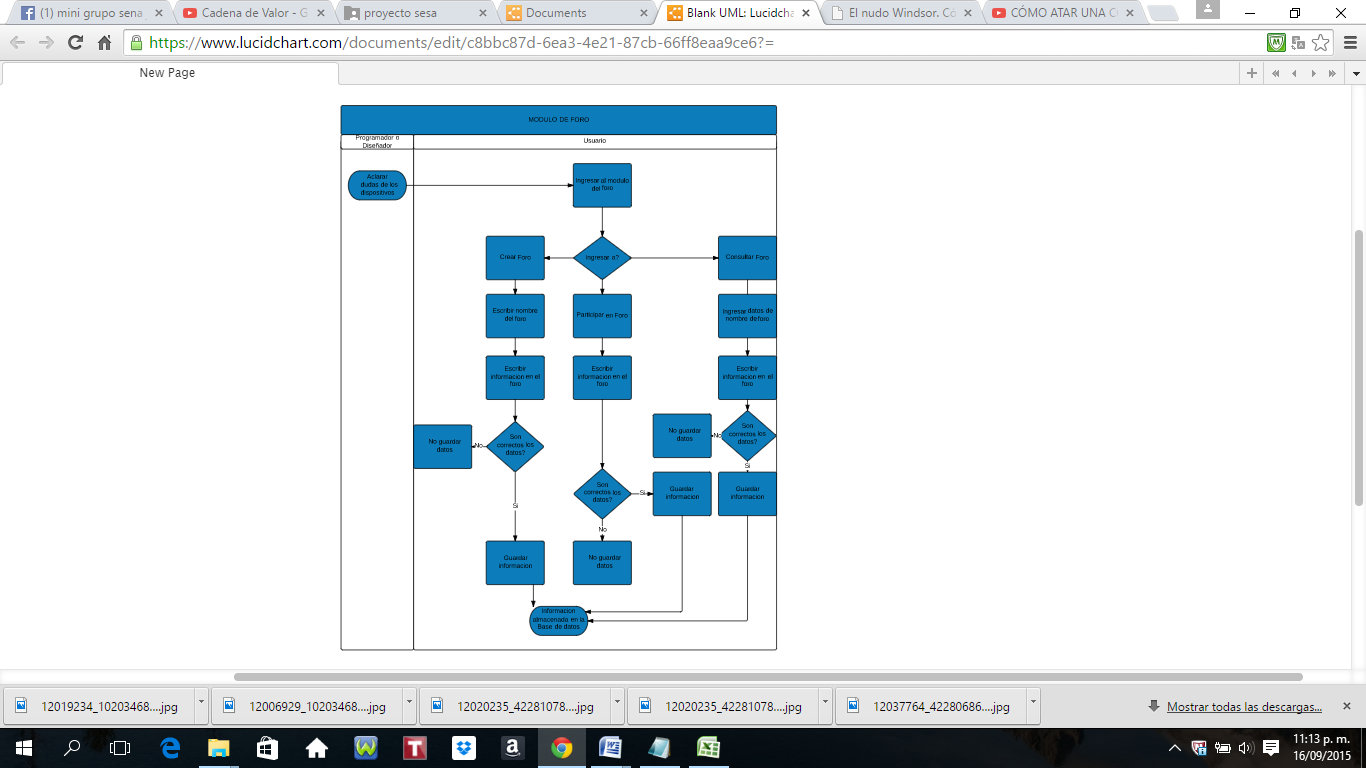 (1) mini grupo sena
Cadena de Valor - G
proyecto sesa
Documents
Blank UML: Lucidcha
El nudo Windsor. Có
CÓMO ATAR UNA C
https://www.lucidchart.com/documents/edit/c8bbc87d-6ea3-4e21-87cb-66ff8eaa9ce6?=
New Page
MODULO DE FORO
Programador o
Diseñador
Usuario
Aclarar
dudas de los
dispositivos
Ingresar al modulo
del foro
Crear Foro
Ingresar a?
Consultar Foro
Escribir nombre
del foro
Participar en Foro
Ingresar datos de
nombre de foro
Escribir
informacion en el
foro
Escribir
informacion en el
foro
Escribir
informacion en el
foro
No guardar
datos
No
Son
correctos los
datos?
No guardar
datos
No
Son
correctos los
datos?
Si
Si
Son
correctos los
datos?
Si
Guardar
informacion
Guardar
informacion
No
Guardar
informacion
No guardar
datos
Informacion
almacenado en la
Base de datos
12019234_10203468....jpg
12006929_10203468....jpg
12020235_42281078....jpg
12020235_42281078....jpg
12037764_42280686....jpg
Mostrar todas las descargas...
11:13 p. m.
16/09/2015